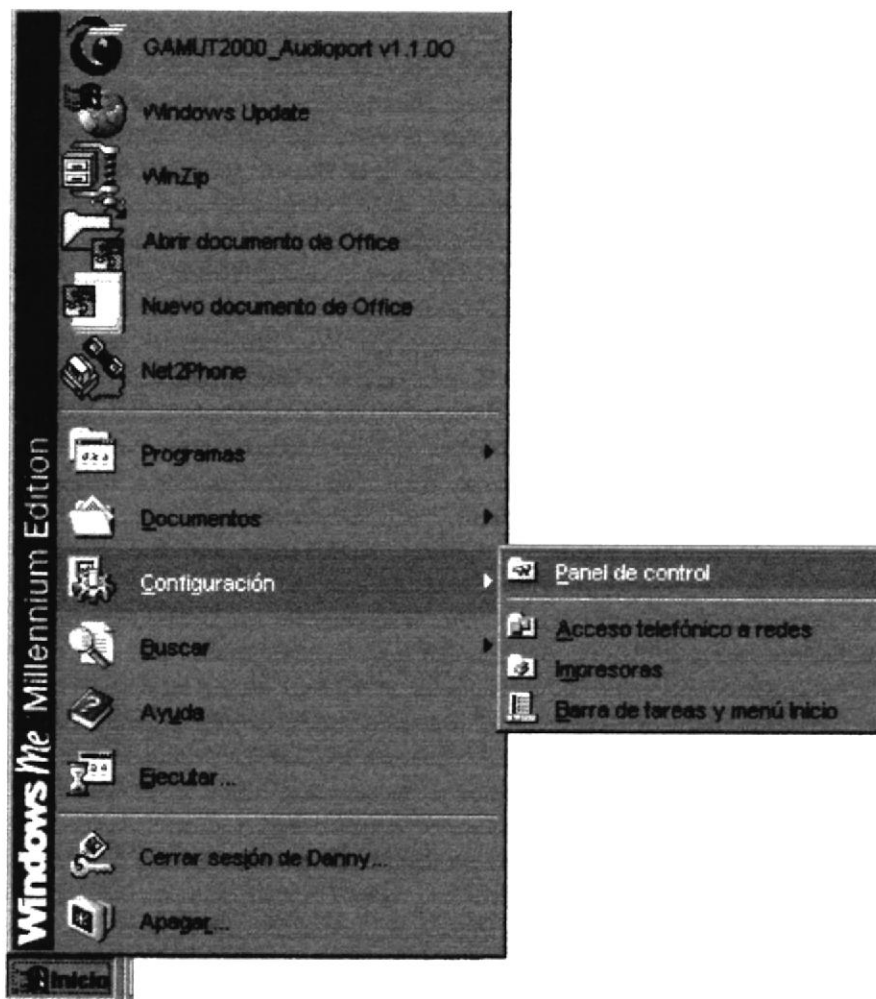 GAMUT2000_Audioport v1.1.00
Windows Update
WinZip
Abrir documento de Office
Nuevo documento de Office
Net2Phone
Programas
Documentos
Configuración
Buscar
Ayuda
Ejecutar...
Cerrar sesión de Danny...
Apagar...
Panel de control
Acceso telefónico a redes
Impresoras
Barra de tareas y menú Inicio
Windows Me Millennium Edition
Inicio